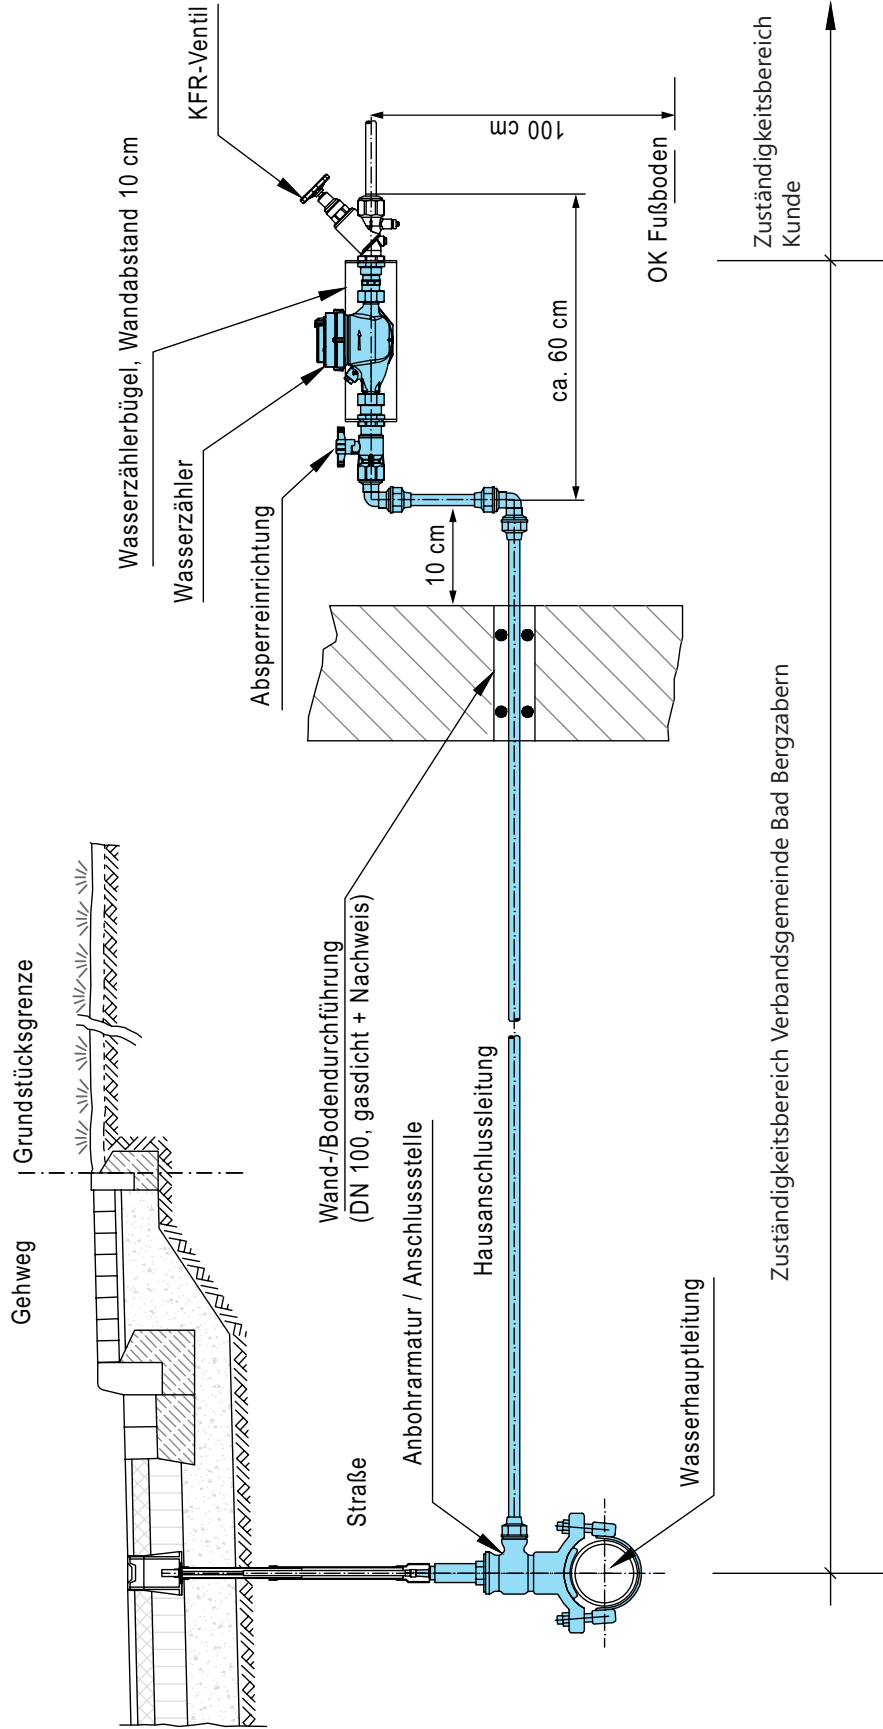 Gehweg
Grundstücksgrenze
Straße
Wasserzählerbügel, Wandabstand 10 cm
KFR-Ventil
Wasserzähler
Absperreinrichtung
Wand-/Bodendurchführung
(DN 100, gasdicht + Nachweis)
Anbohrarmatur / Anschlussstelle
Hausanschlussleitung
10 cm
ca. 60 cm
100 cm
OK Fußboden
Wasserhauptleitung
Zuständigkeitsbereich Verbandsgemeinde Bad Bergzabern
Zuständigkeitsbereich
Kunde